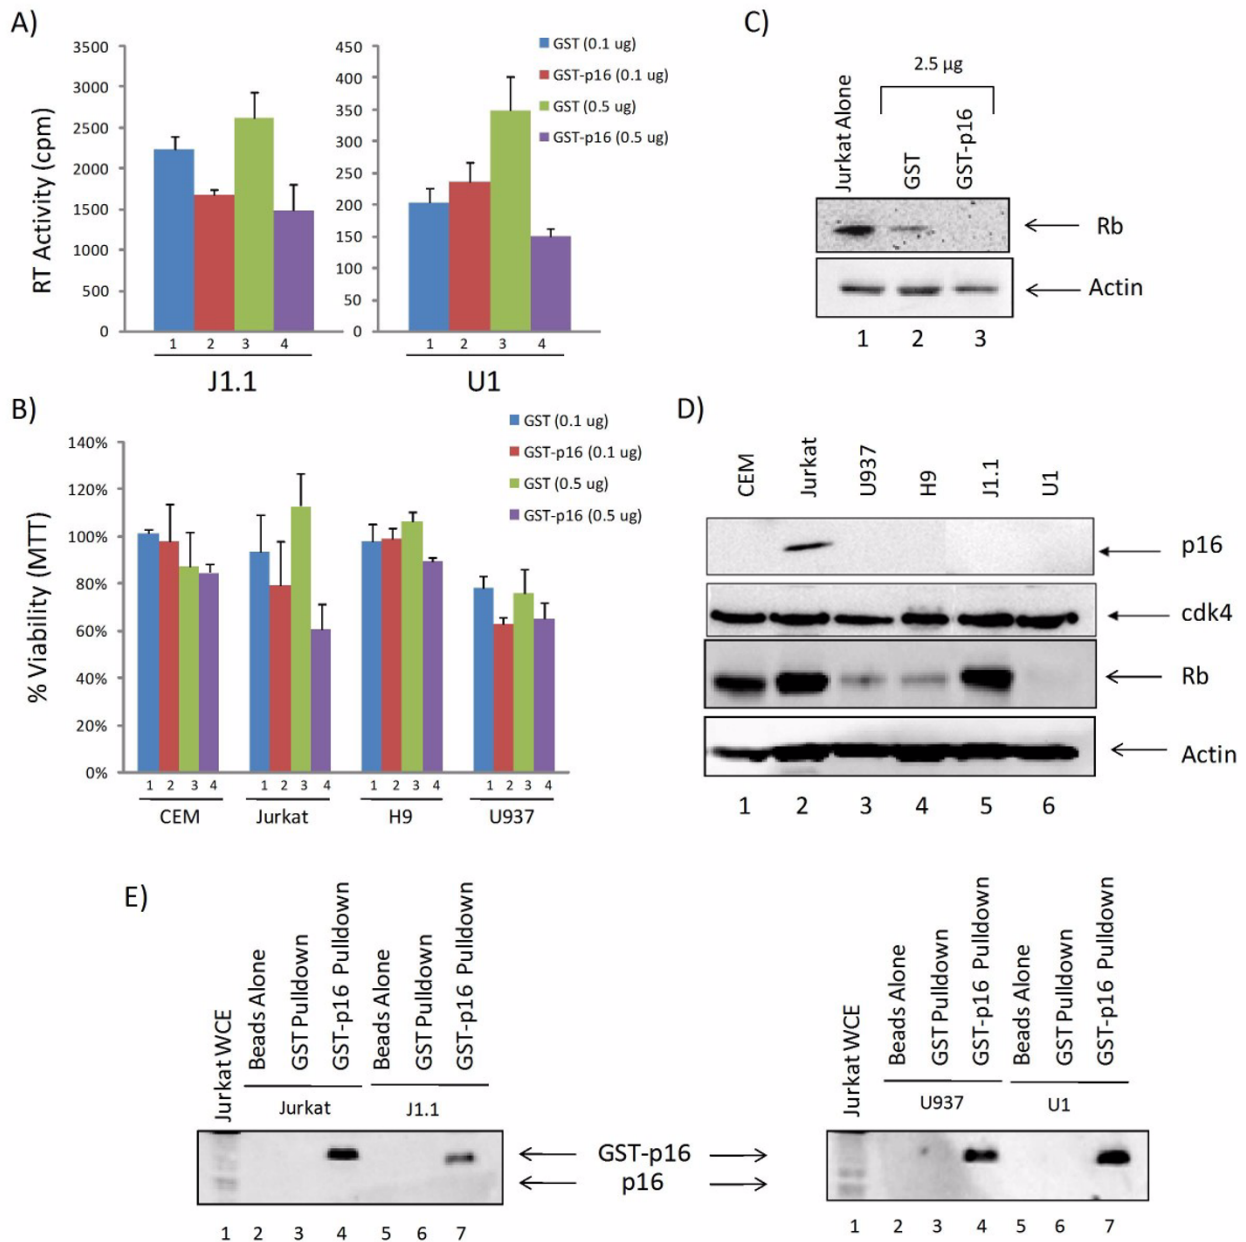 A)
RT Activity (cpm)
3500
3000
2500
2000
1500
1000
500
0
1 2 3 4
J1.1
450
400
350
300
250
200
150
100
50
0
1 2 3 4
U1
GST (0.1 ug)
GST-p16 (0.1 ug)
GST (0.5 ug)
GST-p16 (0.5 ug)
B)
% Viability (MTT)
140%
120%
100%
80%
60%
40%
20%
0%
1 2 3 4 1 2 3 4 1 2 3 4 1 2 3 4
CEM Jurkat H9 U937
GST (0.1 ug)
GST-p16 (0.1 ug)
GST (0.5 ug)
GST-p16 (0.5 ug)
C)
2.5 µg
Jurkat Alone
GST
GST-p16
Rb
Actin
1 2 3
D)
CEM
Jurkat
U937
H9
J1.1
U1
p16
cdk4
Rb
Actin
1 2 3 4 5 6
E)
Jurkat WCE
Beads Alone
GST Pulldown
GST-p16 Pulldown
Beads Alone
GST Pulldown
GST-p16 Pulldown
Jurkat J1.1
1 2 3 4 5 6 7
GST-p16
p16
Jurkat WCE
Beads Alone
GST Pulldown
GST-p16 Pulldown
Beads Alone
GST Pulldown
GST-p16 Pulldown
U937 U1
1 2 3 4 5 6 7